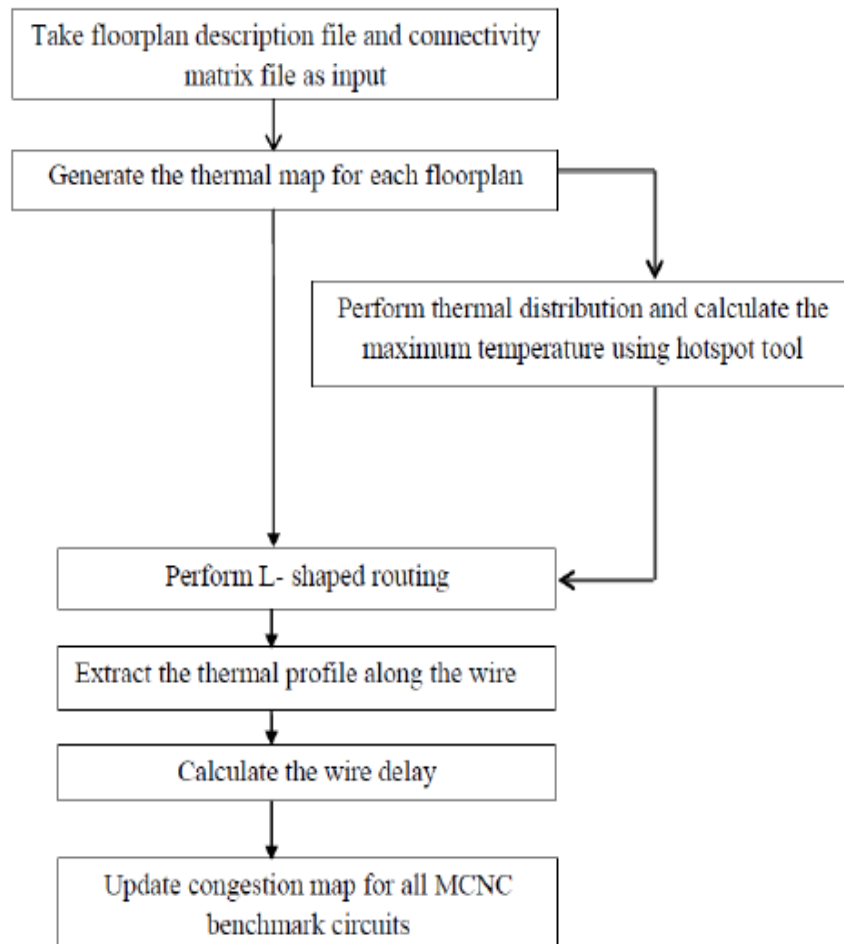 Take floorplan description file and connectivity
matrix file as input
Generate the thermal map for each floorplan
Perform thermal distribution and calculate the
maximum temperature using hotspot tool
Perform L- shaped routing
Extract the thermal profile along the wire
Calculate the wire delay
Update congestion map for all MCNC
benchmark circuits